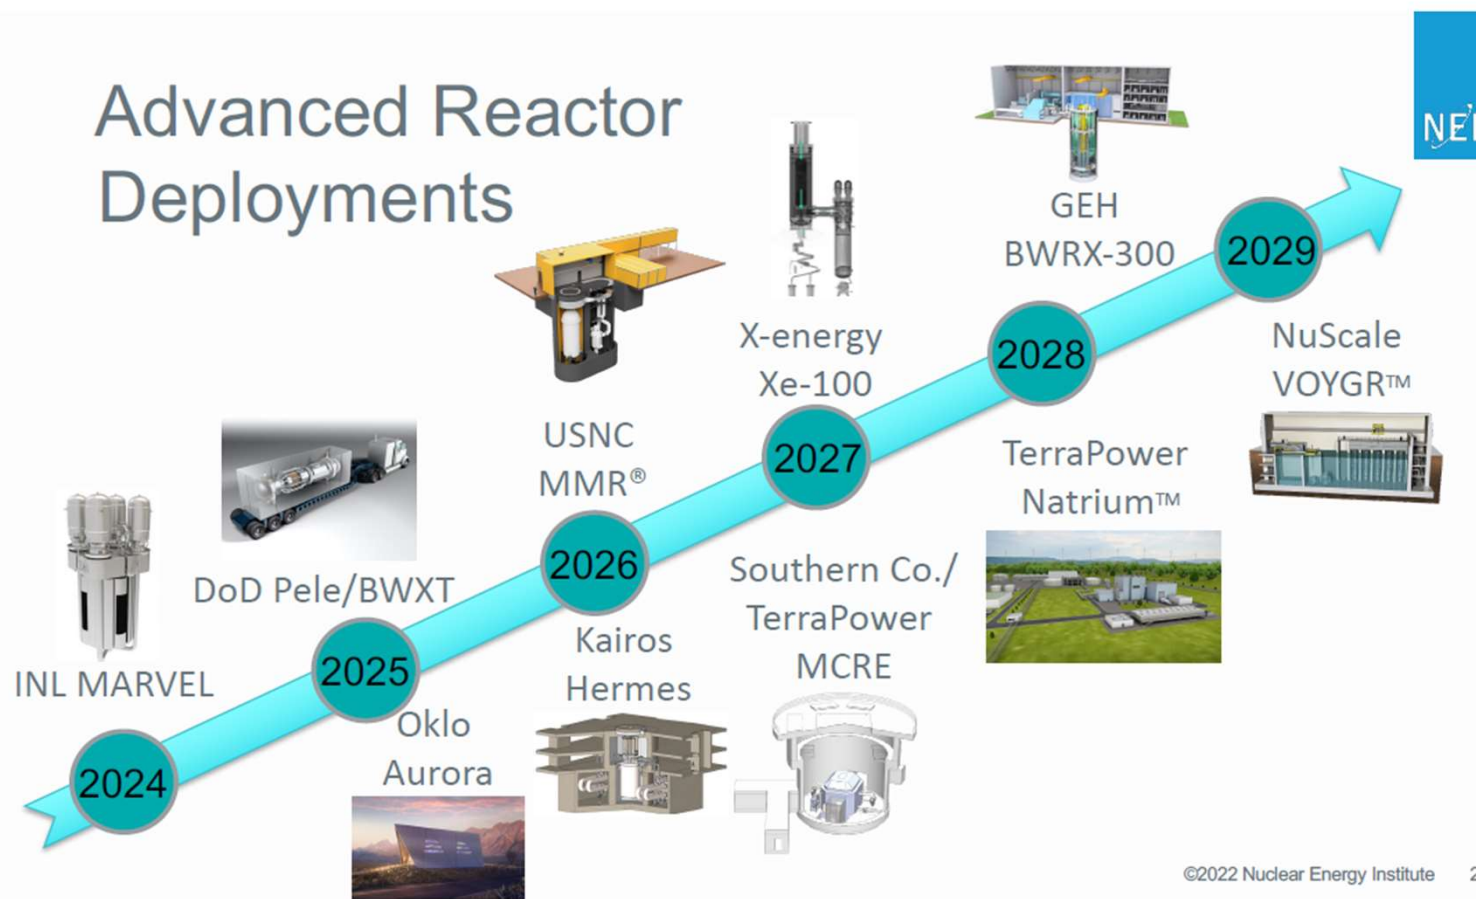 Advanced Reactor
Deployments
NEI
GEH
BWRX-300
2029
X-energy
Xe-100
NuScale
VOYGR™
2028
USNC
MMR®
2027
TerraPower
Natrium™
DoD Pele/BWXT
2026
Southern Co./
TerraPower
MCRE
INL MARVEL
2025
Kairos
Hermes
Oklo
Aurora
2024
©2022 Nuclear Energy Institute
2